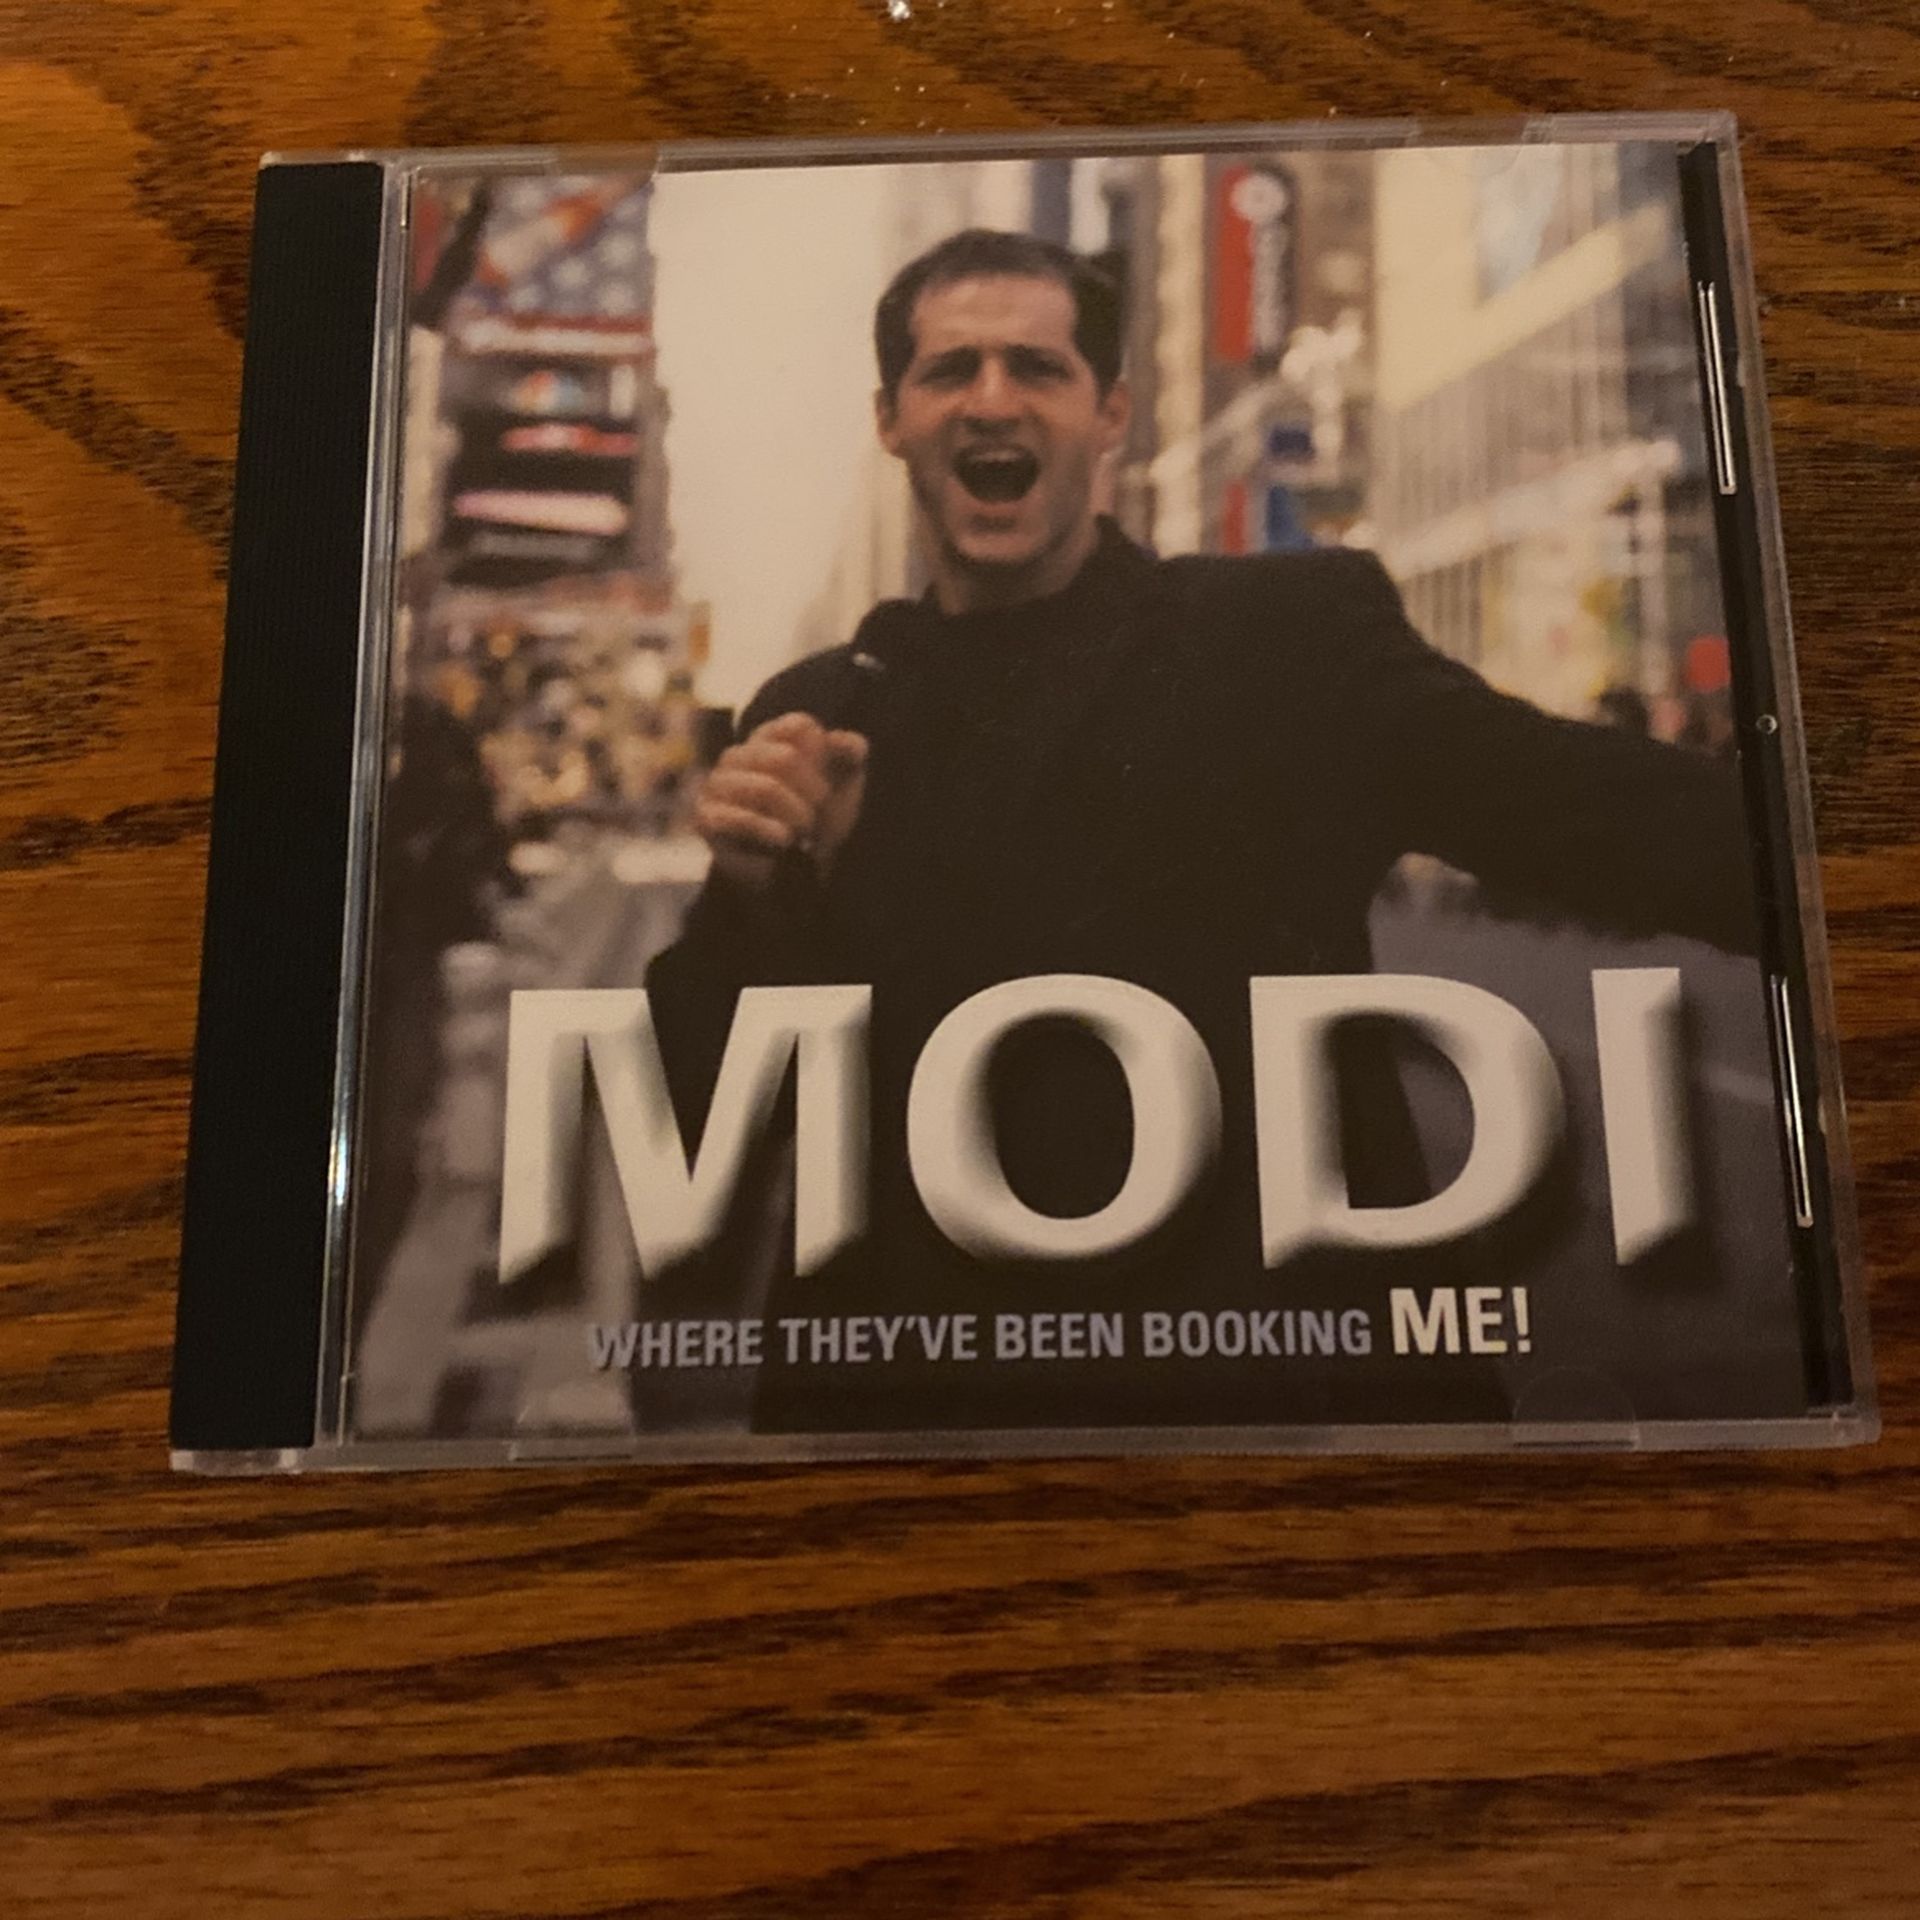 MODI
WHERE THEY'VE BEEN BOOKING ME!